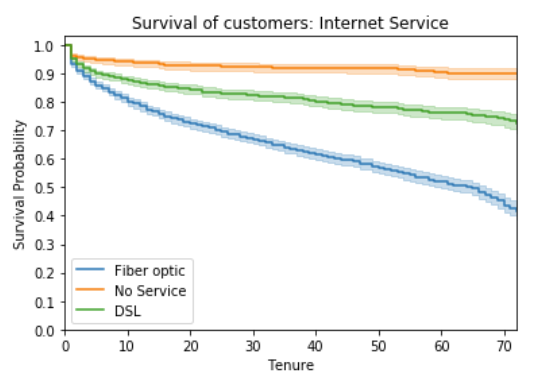 Survival of customers: Internet Service
Survival Probability
1.0
0.9
0.8
0.7
0.6
0.5
0.4
0.3
0.2
0.1
0.0
Fiber optic
No Service
DSL
0 10 20 30 40 50 60 70
Tenure